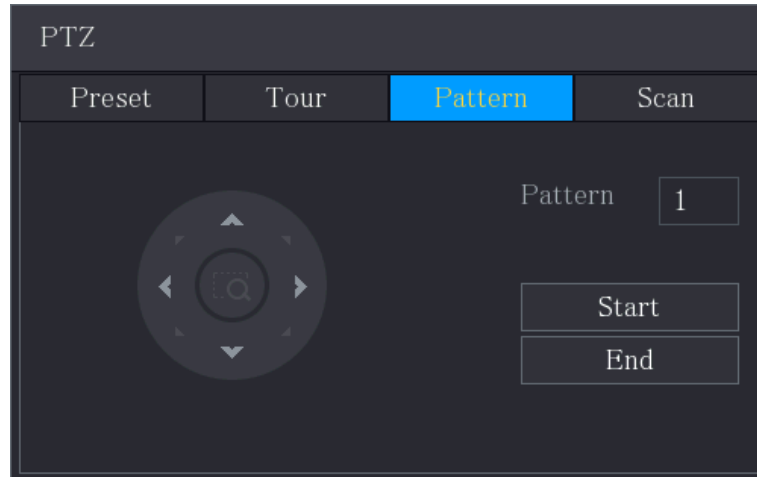 PTZ
Preset Tour Pattern Scan
Pattern 1
Start
End